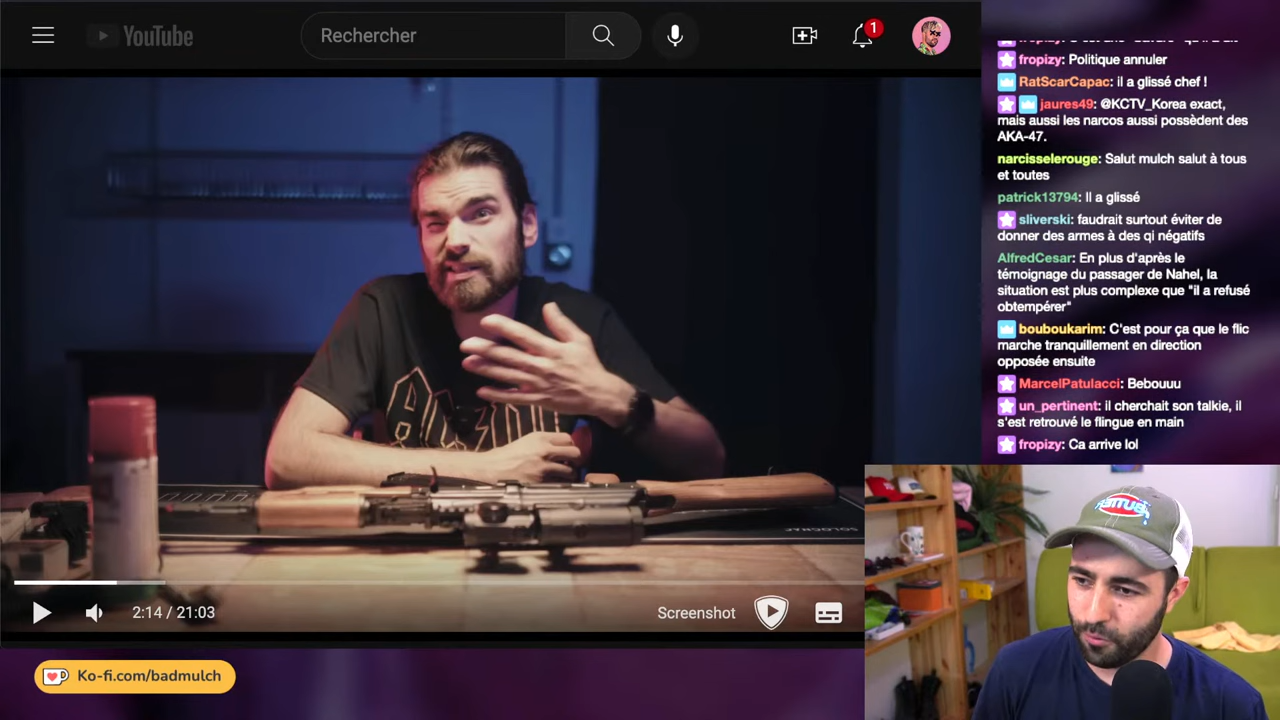 YouTube
Rechercher
1
fropizy: Politique annuler
RatScarCapac: il a glissé chef !
jaures49: @KCTV_Korea exact,
mais aussi les narcos aussi possèdent des
AKA-47.
narcisselerouge: Salut mulch salut à tous
et toutes
patrick13794: Il a glissé
sliverski: faudrait surtout éviter de
donner des armes à des qi négatifs
AlfredCesar: En plus d'après le
témoignage du passager de Nahel, la
situation est plus complexe que "il a refusé
obtempérer"
bouboukarim: C'est pour ça que le flic
marche tranquillement en direction
opposée ensuite
MarcelPatulacci: Bebouuu
un_pertinent: il cherchait son talkie, il
s'est retrouvé le flingue en main
fropizy: Ca arrive lol
2:14 / 21:03
Screenshot
Ko-fi.com/badmulch